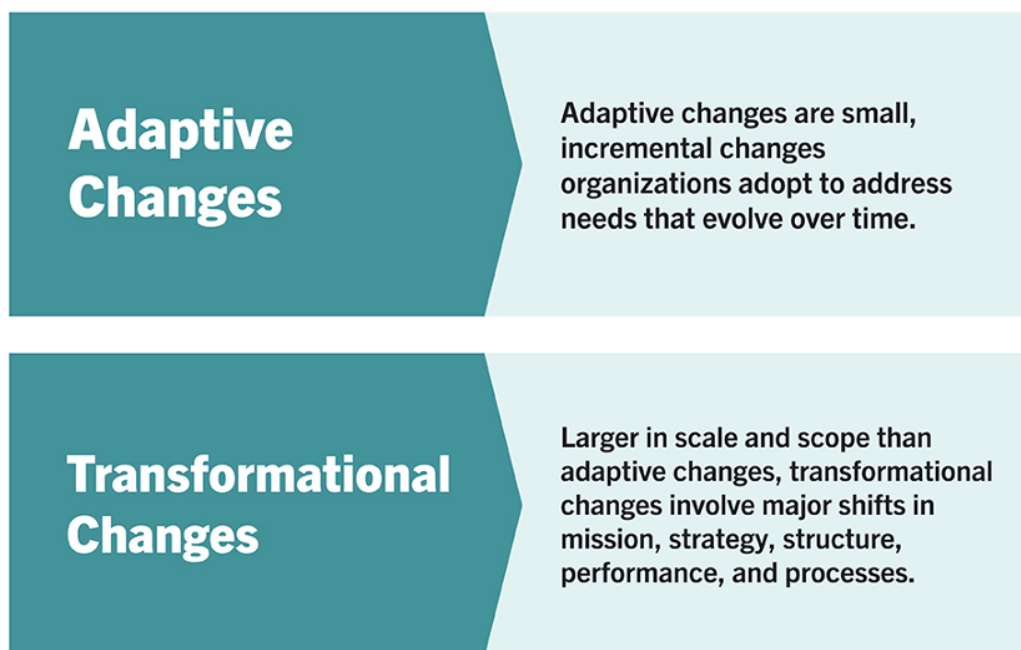 Adaptive
Changes
Adaptive changes are small,
incremental changes
organizations adopt to address
needs that evolve over time.
Transformational
Changes
Larger in scale and scope than
adaptive changes, transformational
changes involve major shifts in
mission, strategy, structure,
performance, and processes.